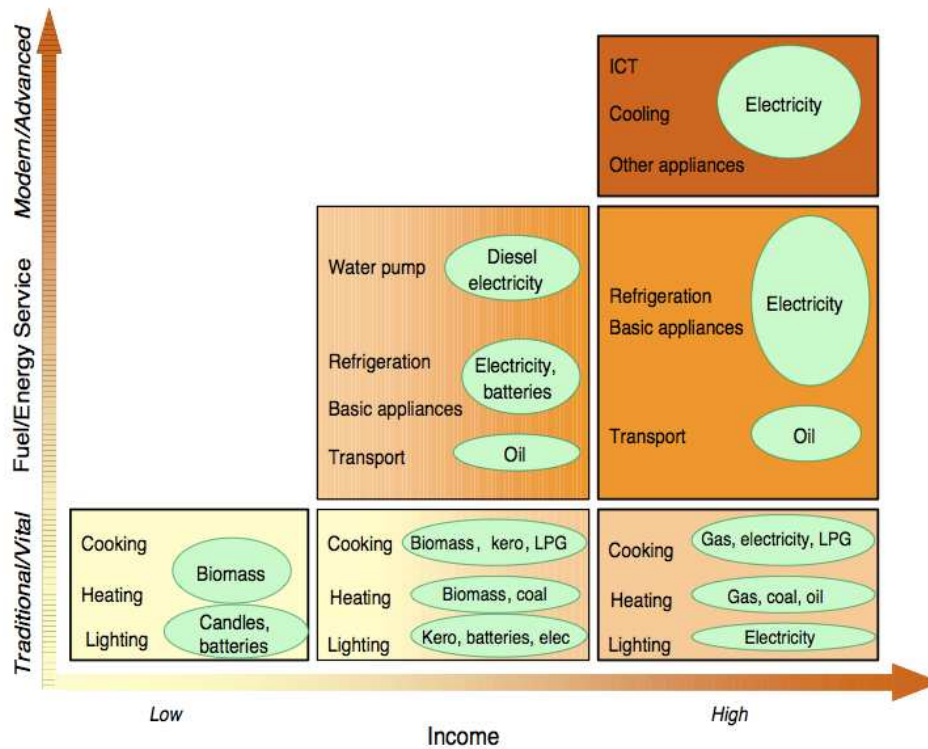 Modern/Advanced
Fuel/Energy Service
Traditional/Vital
ICT
Cooling
Other appliances
Electricity
Water pump
Diesel
electricity
Refrigeration
Basic appliances
Electricity,
batteries
Transport
Oil
Refrigeration
Basic appliances
Electricity
Transport
Oil
Cooking
Heating
Biomass
Lighting
Candles,
batteries
Cooking
Biomass, kero, LPG
Heating
Biomass, coal
Lighting
Kero, batteries, elec
Cooking
Gas, electricity, LPG
Heating
Gas, coal, oil
Lighting
Electricity
Low
High
Income